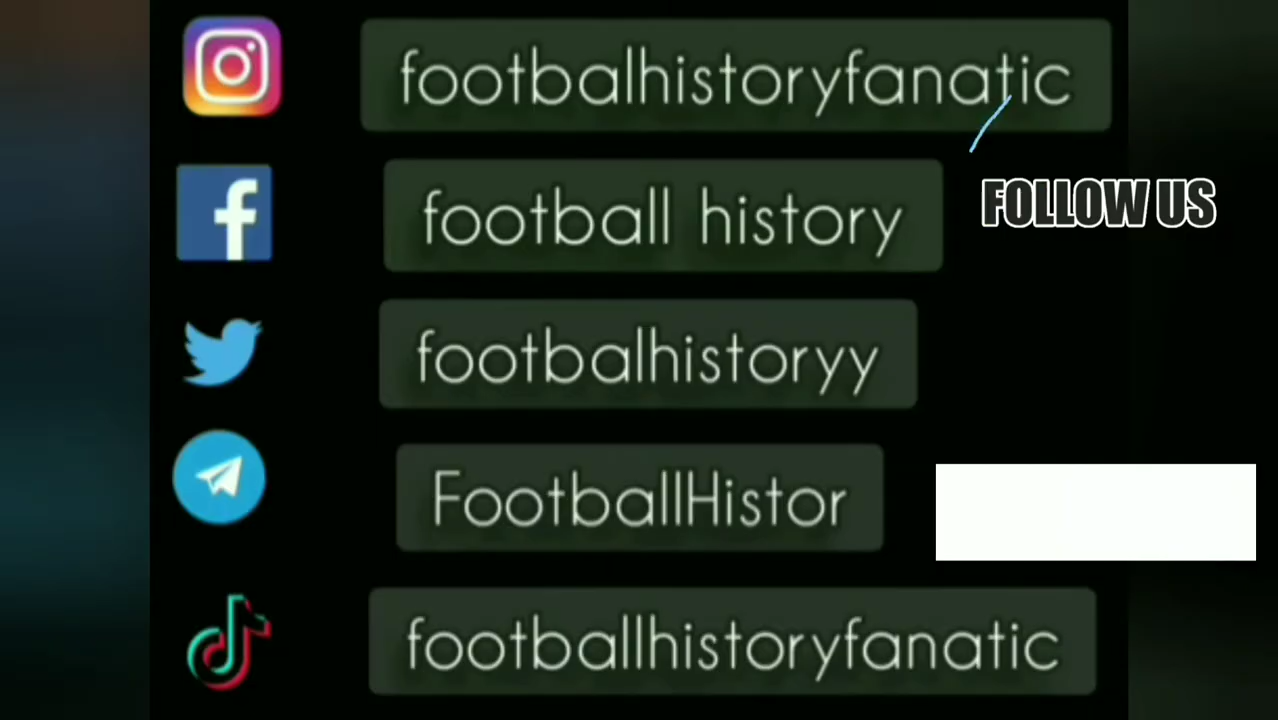 footbalhistoryfanatic
football history
FOLLOW US
footbalhistoryy
FootballHistor
footballhistoryfanatic